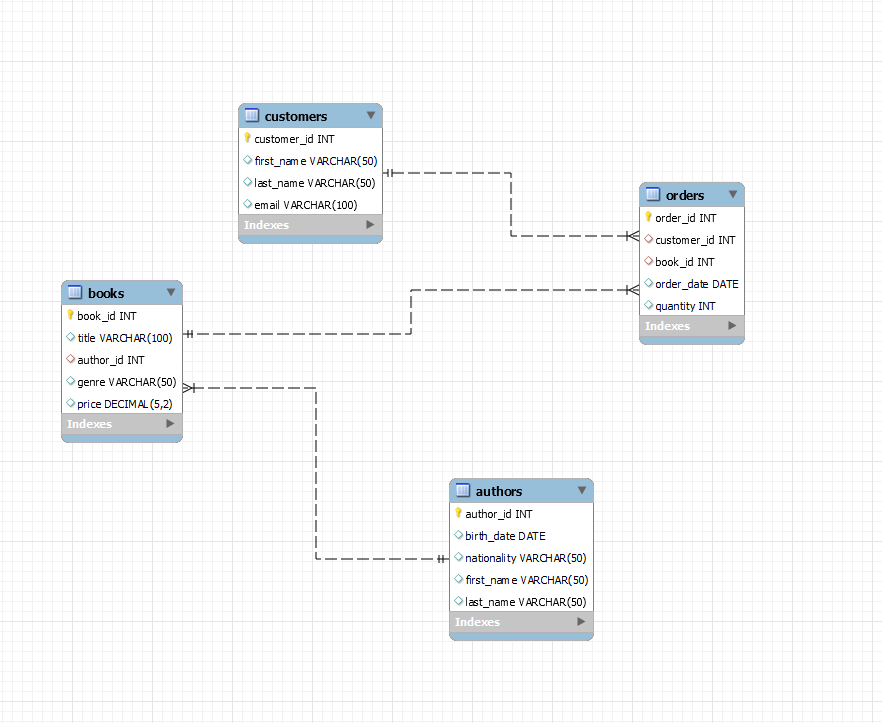 customers
customer_id INT
first_name VARCHAR(50)
last_name VARCHAR(50)
email VARCHAR(100)
Indexes
orders
order_id INT
customer_id INT
book_id INT
order_date DATE
quantity INT
Indexes
books
book_id INT
title VARCHAR(100)
author_id INT
genre VARCHAR(50)
price DECIMAL(5,2)
Indexes
authors
author_id INT
birth_date DATE
nationality VARCHAR(50)
first_name VARCHAR(50)
last_name VARCHAR(50)
Indexes